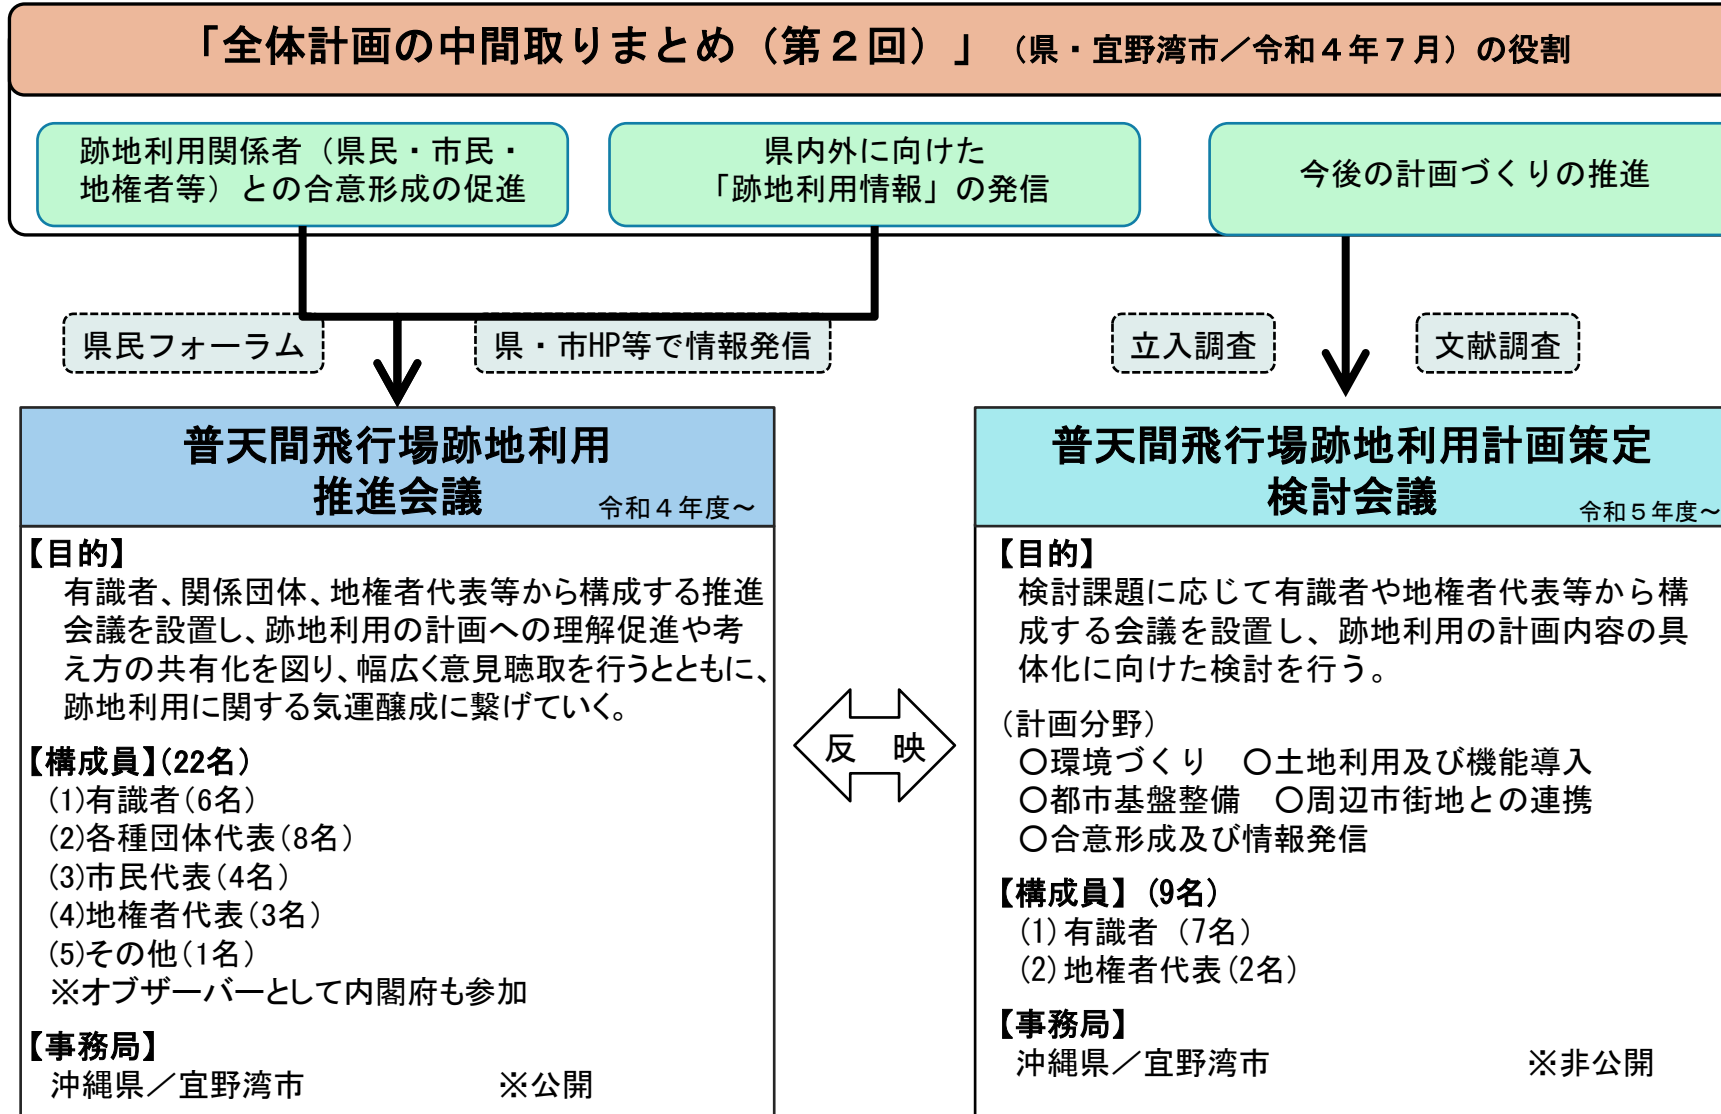 「全体計画の中間取りまとめ（第２回）」（県・宜野湾市／令和４年７月）の役割
跡地利用関係者（県民・市民・
地権者等）との合意形成の促進
県内外に向けた
「跡地利用情報」の発信
今後の計画づくりの推進
県民フォーラム
県・市HP等で情報発信
立入調査
文献調査
普天間飛行場跡地利用
推進会議 令和４年度～
【目的】
有識者、関係団体、地権者代表等から構成する推進
会議を設置し、跡地利用の計画への理解促進や考
え方の共有化を図り、幅広く意見聴取を行うとともに、
跡地利用に関する気運醸成に繋げていく。
【構成員】(22名)
(1)有識者(6名)
(2)各種団体代表(8名)
(3)市民代表(4名)
(4)地権者代表(3名)
(5)その他(1名)
※オブザーバーとして内閣府も参加
【事務局】
沖縄県／宜野湾市 ※公開
反 映
普天間飛行場跡地利用計画策定
検討会議 令和５年度～
【目的】
検討課題に応じて有識者や地権者代表等から構
成する会議を設置し、跡地利用の計画内容の具
体化に向けた検討を行う。
（計画分野）
〇環境づくり 〇土地利用及び機能導入
〇都市基盤整備 〇周辺市街地との連携
〇合意形成及び情報発信
【構成員】(9名)
(1)有識者（7名）
(2)地権者代表(2名)
【事務局】
沖縄県／宜野湾市 ※非公開